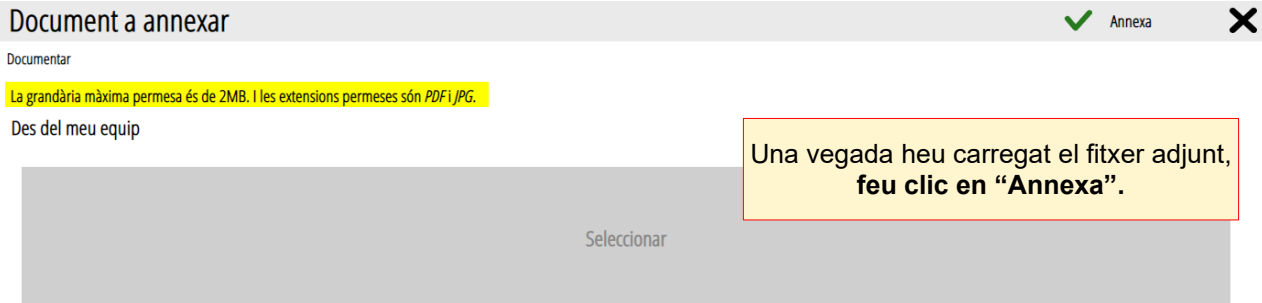 Document a annexar
Annexa
Documentar
La grandària màxima permesa és de 2MB. I les extensions permeses són PDF i JPG.
Des del meu equip
Una vegada heu carregat el fitxer adjunt,
feu clic en “Annexa”.
Seleccionar